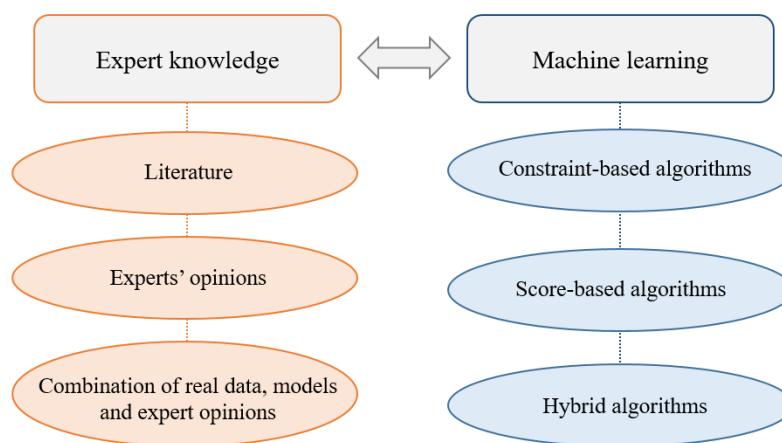 Expert knowledge
Machine learning
Literature
Constraint-based algorithms
Experts’ opinions
Score-based algorithms
Combination of real data, models
and expert opinions
Hybrid algorithms